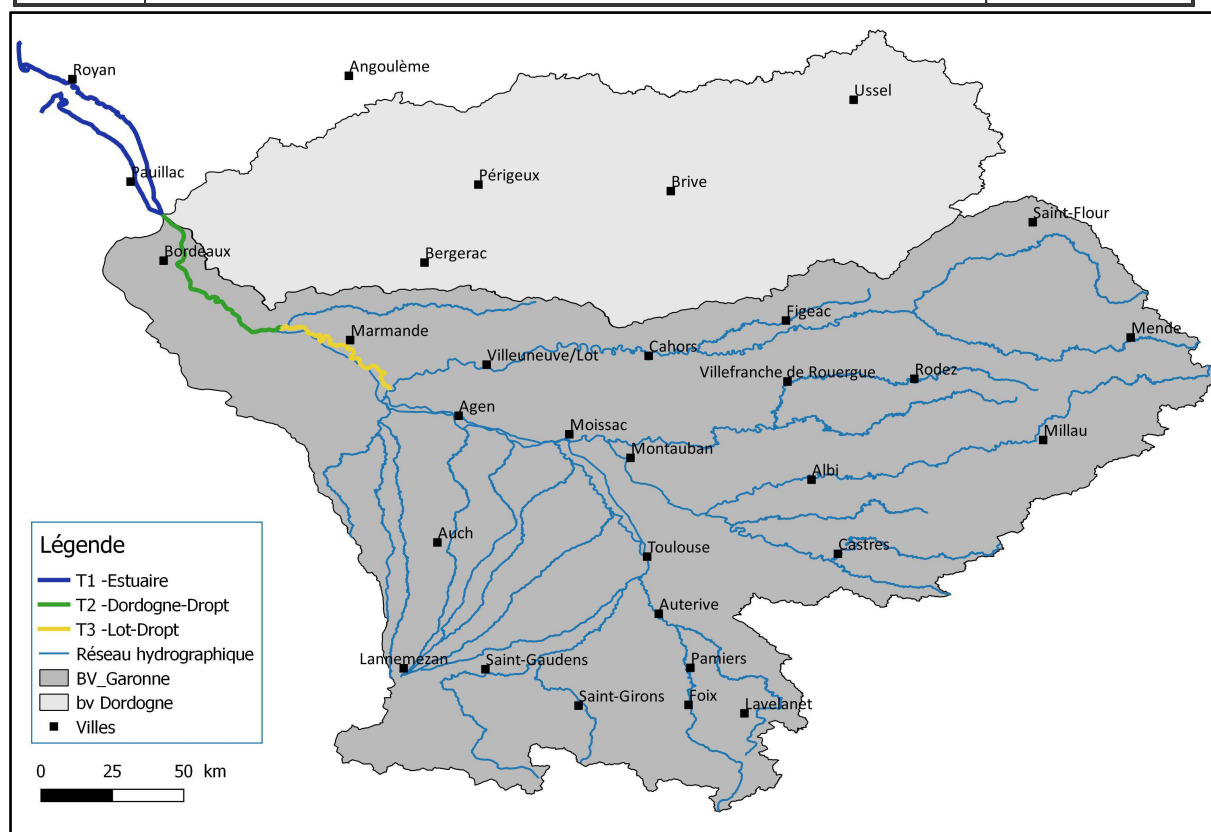 Royan
Angoulême
Ussel
Pauillac
Périgeux
Brive
Saint-Flour
Bordeaux
Bergerac
Figeac
Marmande
Mende
Cahors
Villeuneuve/Lot
Villefranche de Rouergue
Rodez
Agen
Moissac
Millau
Montauban
Albi
Auch
Toulouse
Castres
Auterive
Lannemezan
Saint-Gaudens
Pamiers
Saint-Girons
Foix
Lavelanet
Légende
T1 -Estuaire
T2 -Dordogne-Dropt
T3 -Lot-Dropt
Réseau hydrographique
BV_Garonne
bv Dordogne
Villes
0 25 50 km